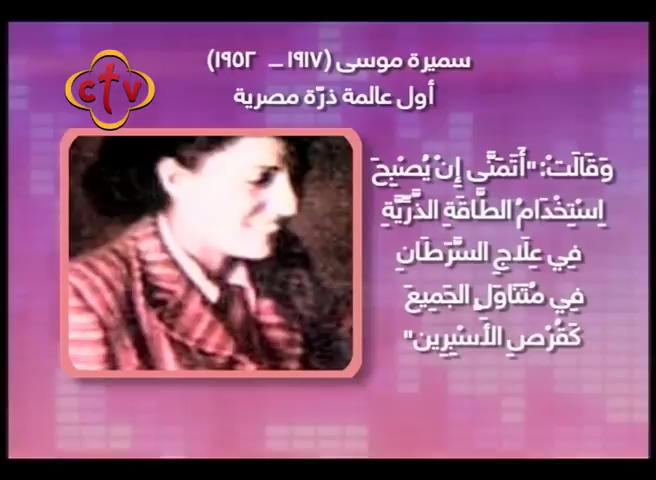 ctv
سميرة موسى (١٩١٧ – ١٩٥٢)
أول عالمة ذرّة مصرية
وَقَالَتْ: "أَتَمَنَّى إِنْ يُصْبِحَ
اِسْتِخْدَامُ الطَّاقَةِ الذَّرِّيَّةِ
فِي عِلَاجِ السَّرَطَانِ
فِي مُتَنَاوَلِ الجَمِيعَ
كَقُرْصِ الأَسْبِرِين"